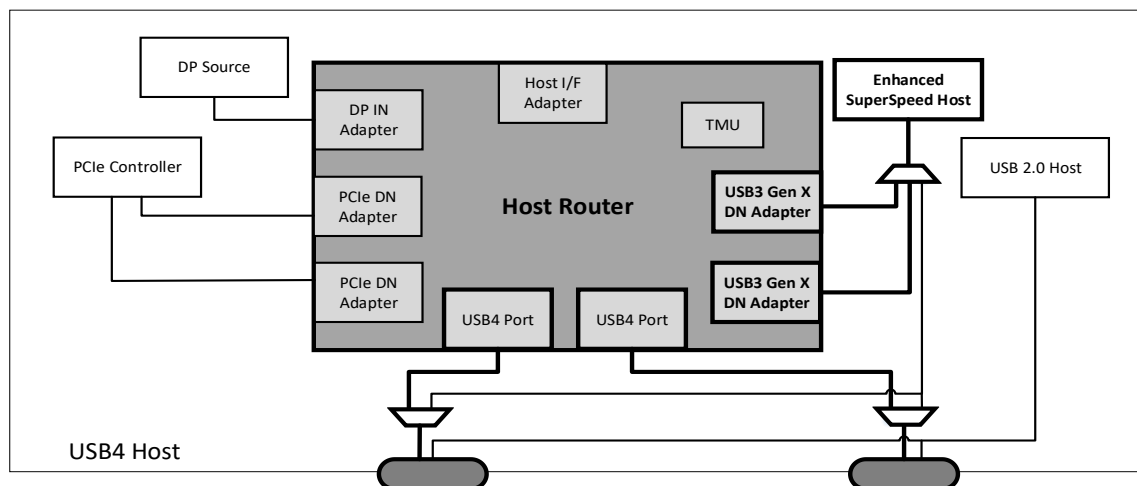 DP Source
Host I/F
Adapter
Enhanced
SuperSpeed Host
DP IN
Adapter
TMU
PCIe Controller
USB 2.0 Host
PCIe DN
Adapter
Host Router
USB3 Gen X
DN Adapter
PCIe DN
Adapter
USB3 Gen X
DN Adapter
USB4 Port
USB4 Port
USB4 Host